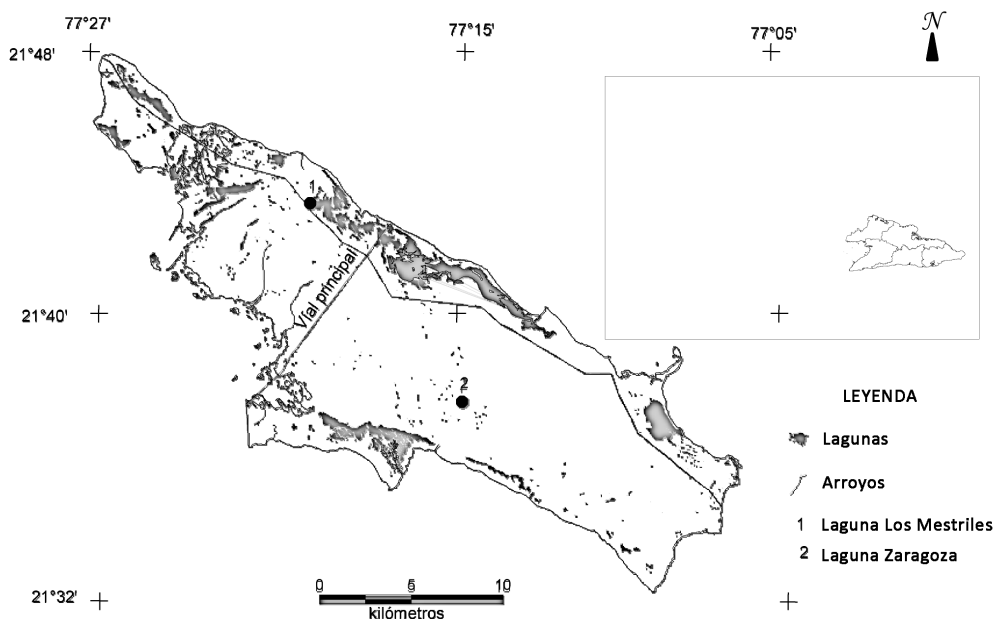 77°27'
77°15'
77°05'
N
21°48'
1
Víal principal
21°40'
2
LEYENDA
Lagunas
Arroyos
1 Laguna Los Mestriles
2 Laguna Zaragoza
21°32'
0 5 10
kilómetros